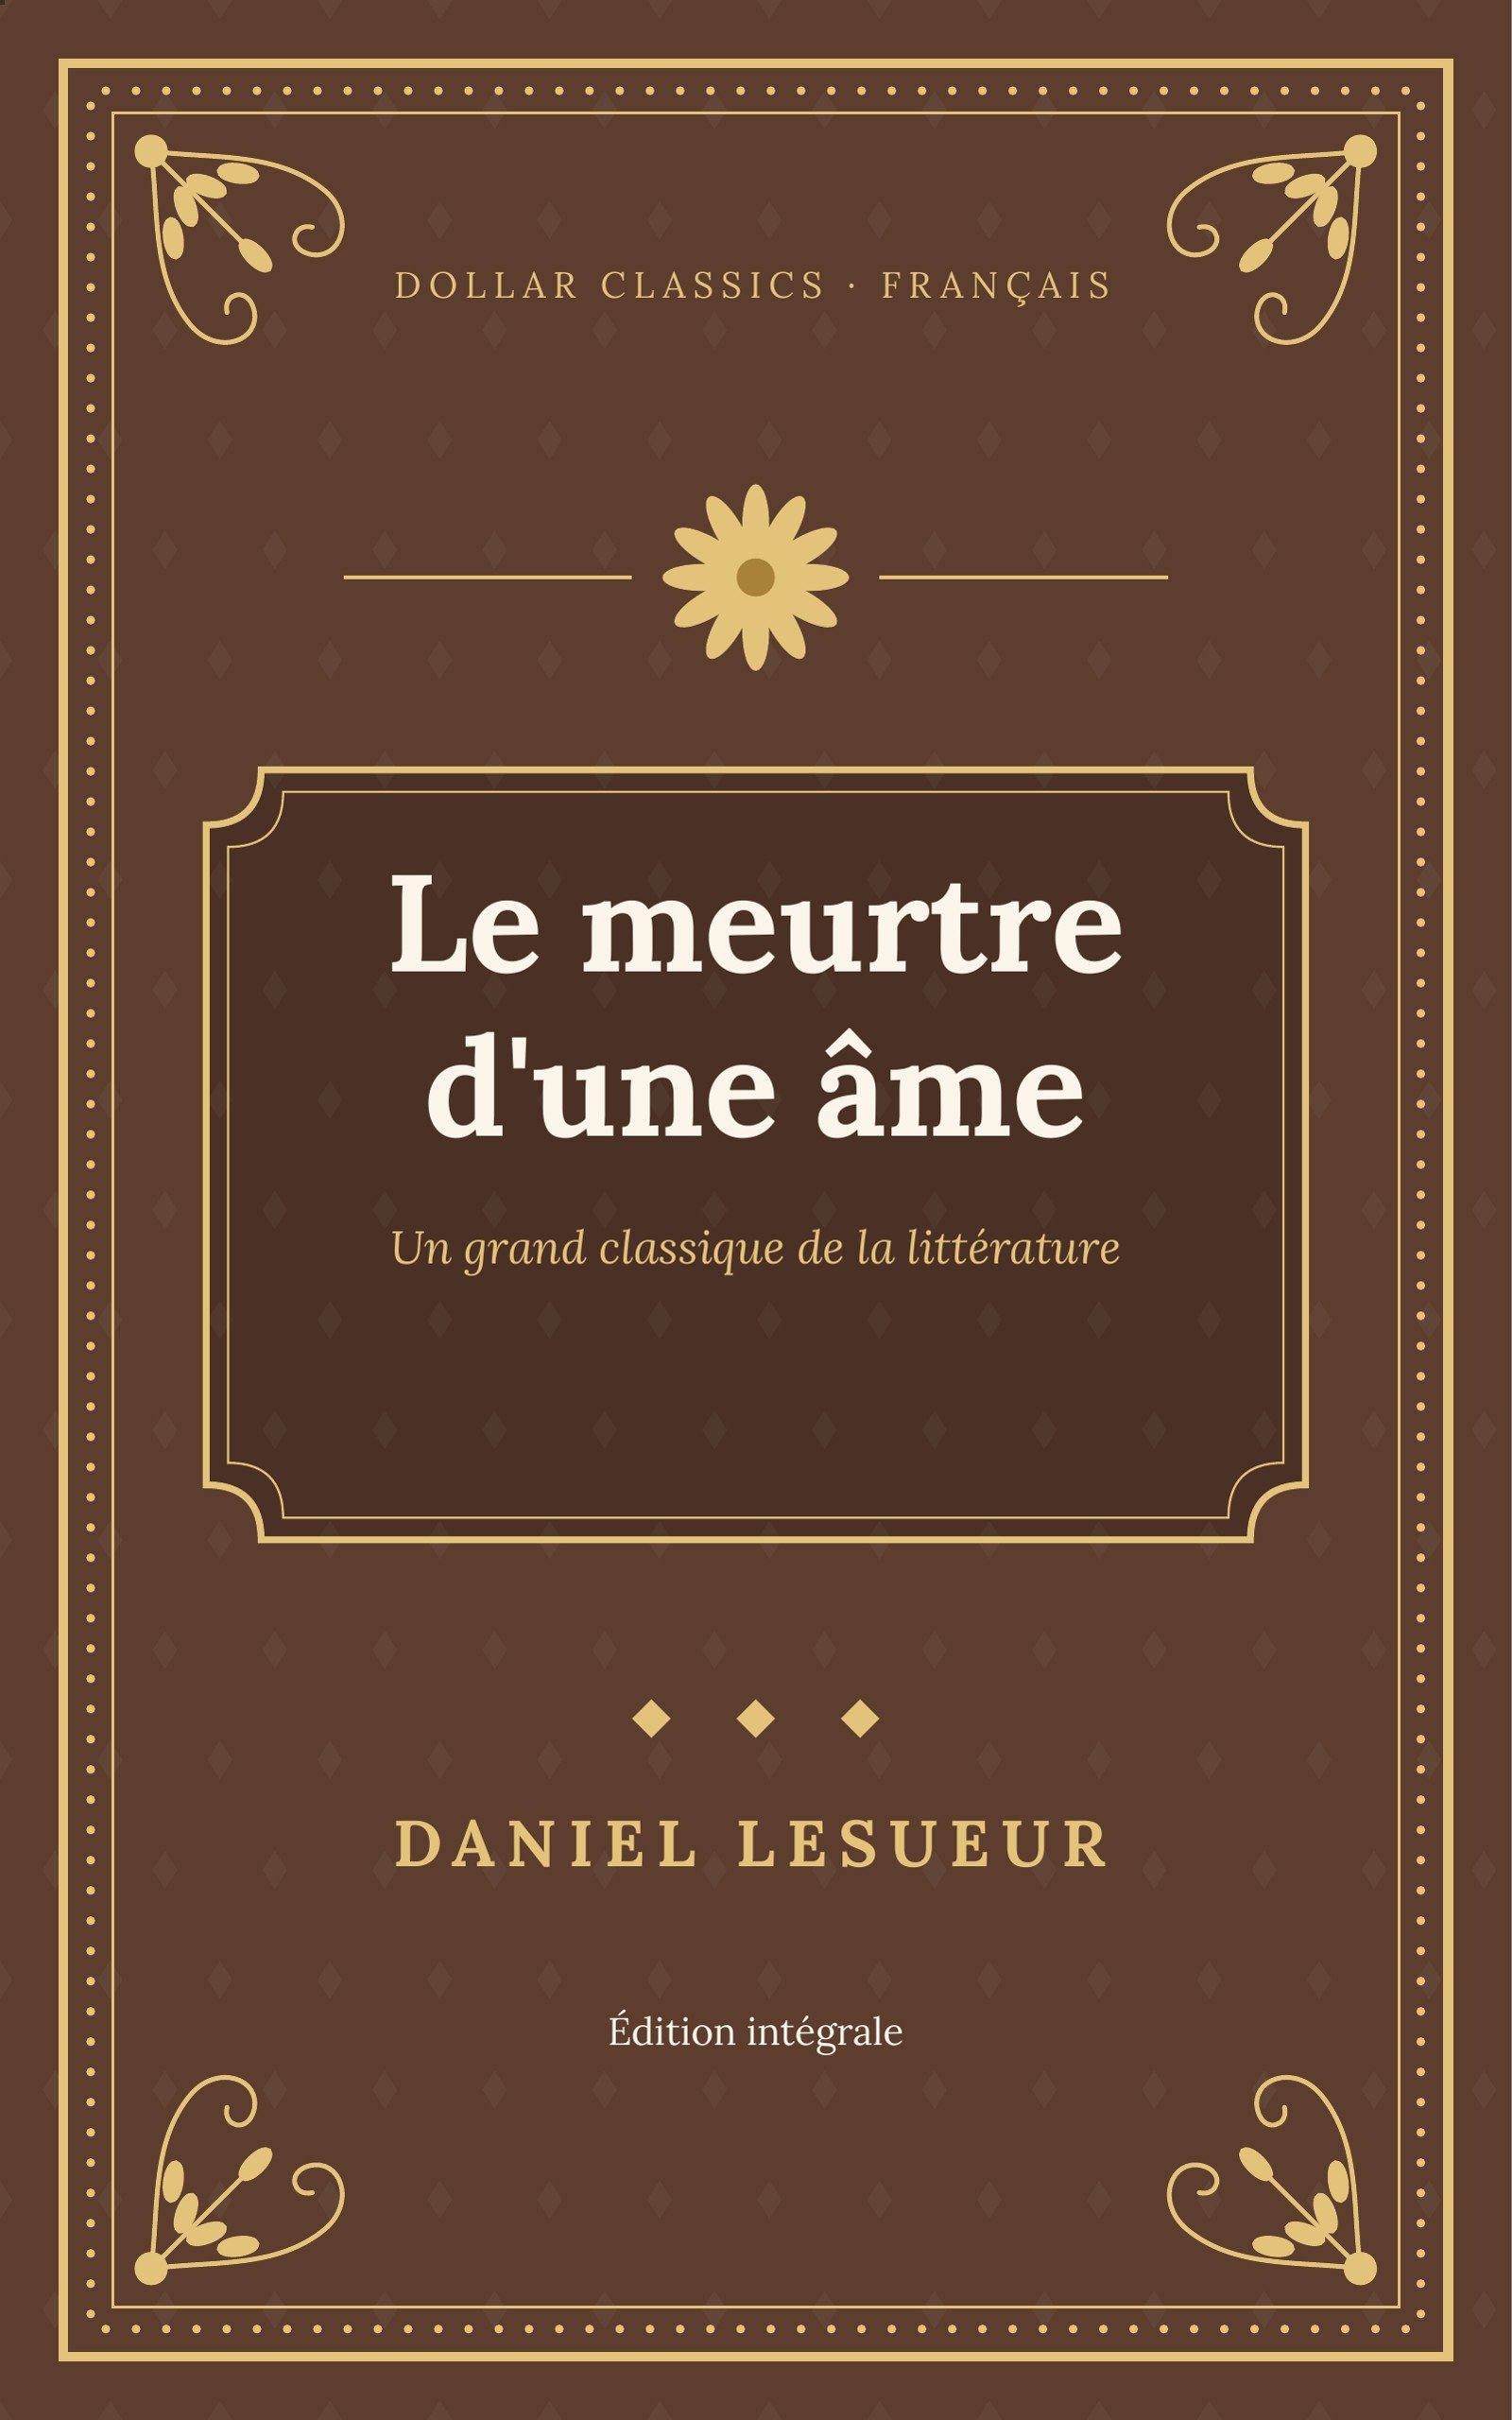 DOLLAR CLASSICS · FRANÇAIS
Le meurtre
d'une âme
Un grand classique de la littérature
DANIEL LESUEUR
Édition intégrale